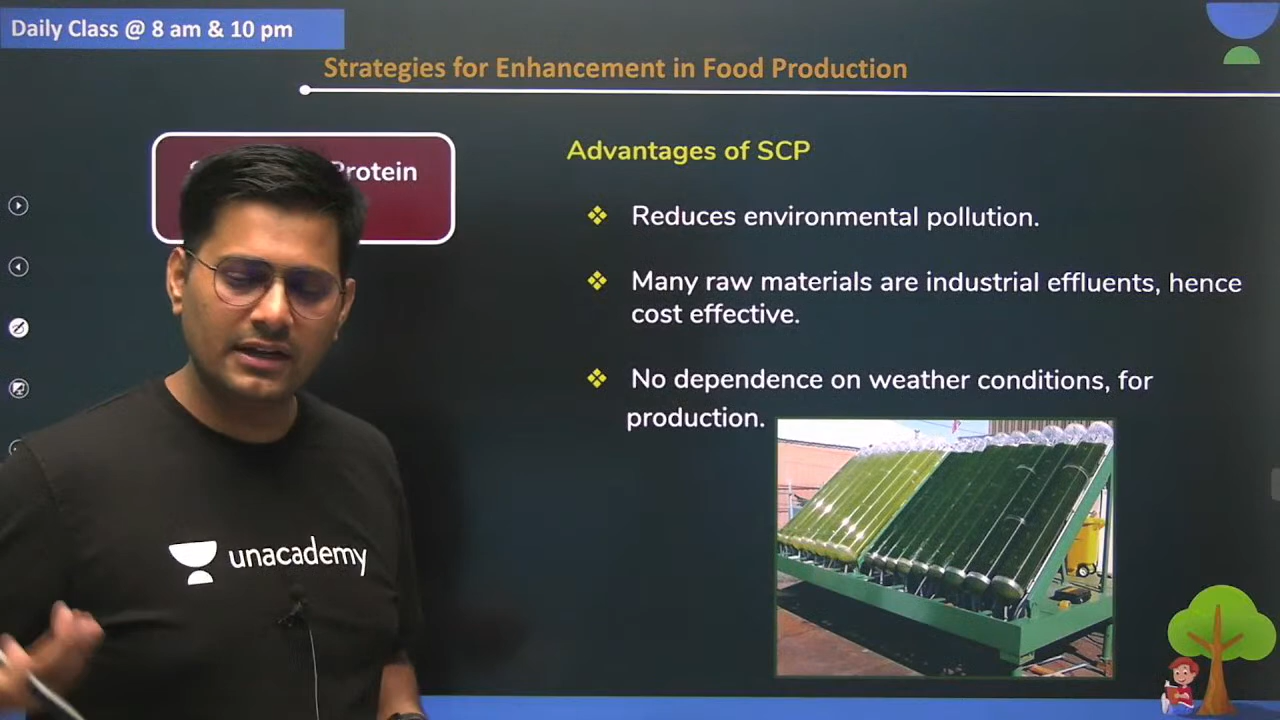 Daily Class @ 8 am & 10 pm
Strategies for Enhancement in Food Production
Protein
Advantages of SCP
❖ Reduces environmental pollution.
❖ Many raw materials are industrial effluents, hence
cost effective.
❖ No dependence on weather conditions, for
production.
unacademy